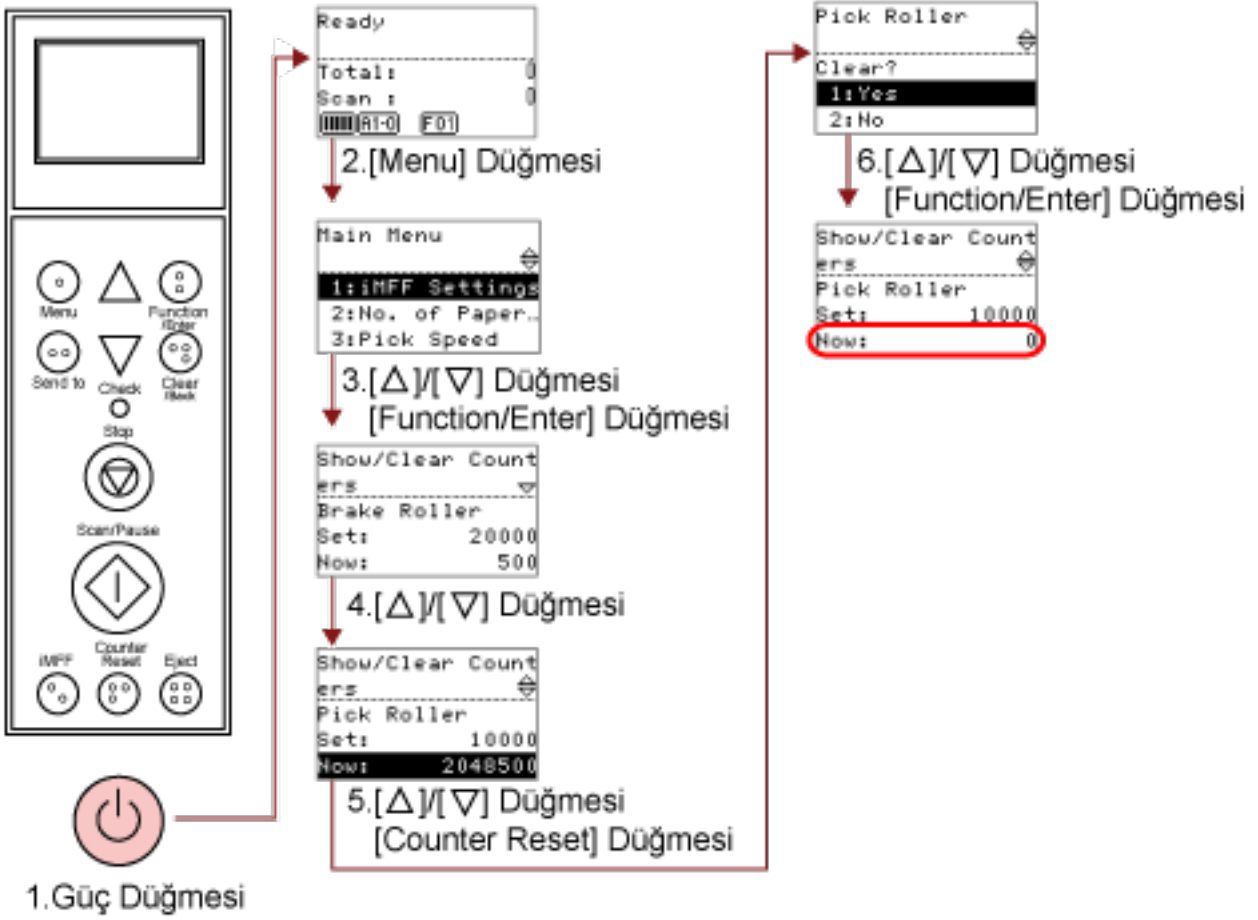 Menu
Function
/Enter
Send to
Check
Clear
/Back
Stop
Scan/Pause
iMFF
Counter
Reset
Eject
1.Güç Düğmesi
Ready
Total: 0
Scan : 0
A1-0 F01
2.[Menu] Düğmesi
Main Menu
1:iMFF Settings
2:No. of Paper..
3:Pick Speed
3.[△]/[▽] Düğmesi
[Function/Enter] Düğmesi
Show/Clear Count
ers
Brake Roller
Set: 20000
Now: 500
4.[△]/[▽] Düğmesi
Show/Clear Count
ers
Pick Roller
Set: 10000
Now: 2048500
5.[△]/[▽] Düğmesi
[Counter Reset] Düğmesi
Pick Roller
Clear?
1:Yes
2:No
6.[△]/[▽] Düğmesi
[Function/Enter] Düğmesi
Show/Clear Count
ers
Pick Roller
Set: 10000
Now: 0